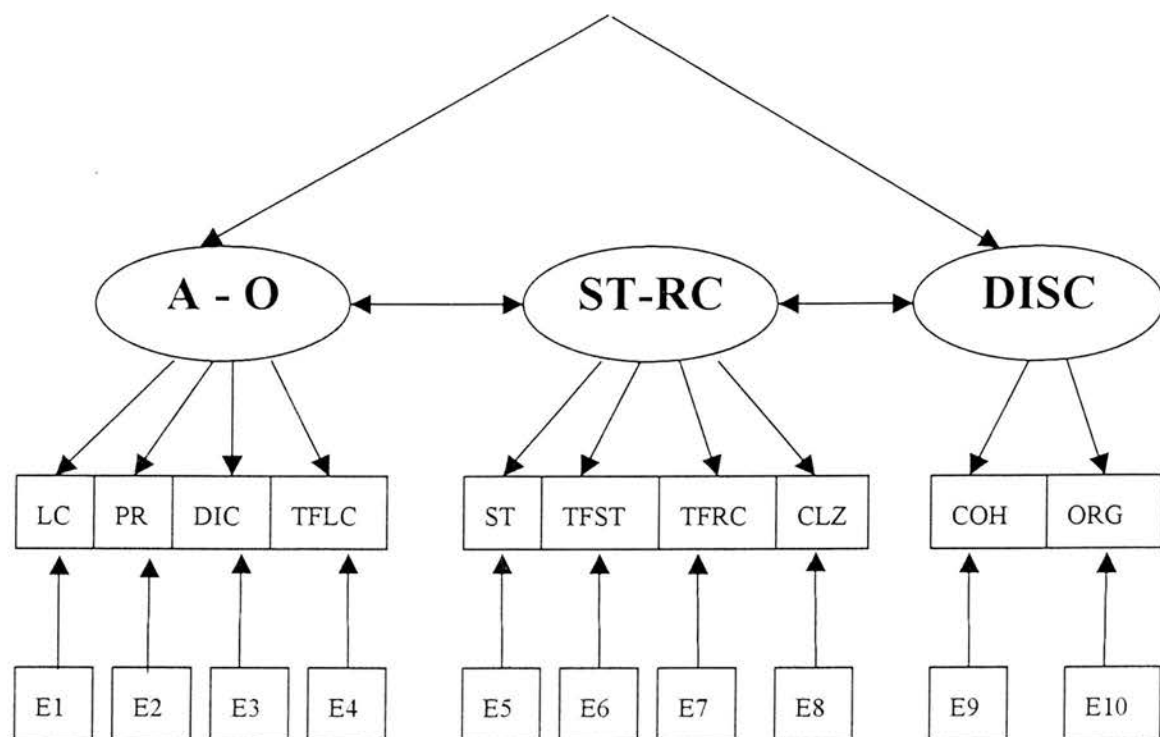 A - O ST-RC DISC
LC PR DIC TFLC ST TFST TFRC CLZ COH ORG
E1 E2 E3 E4 E5 E6 E7 E8 E9 E10